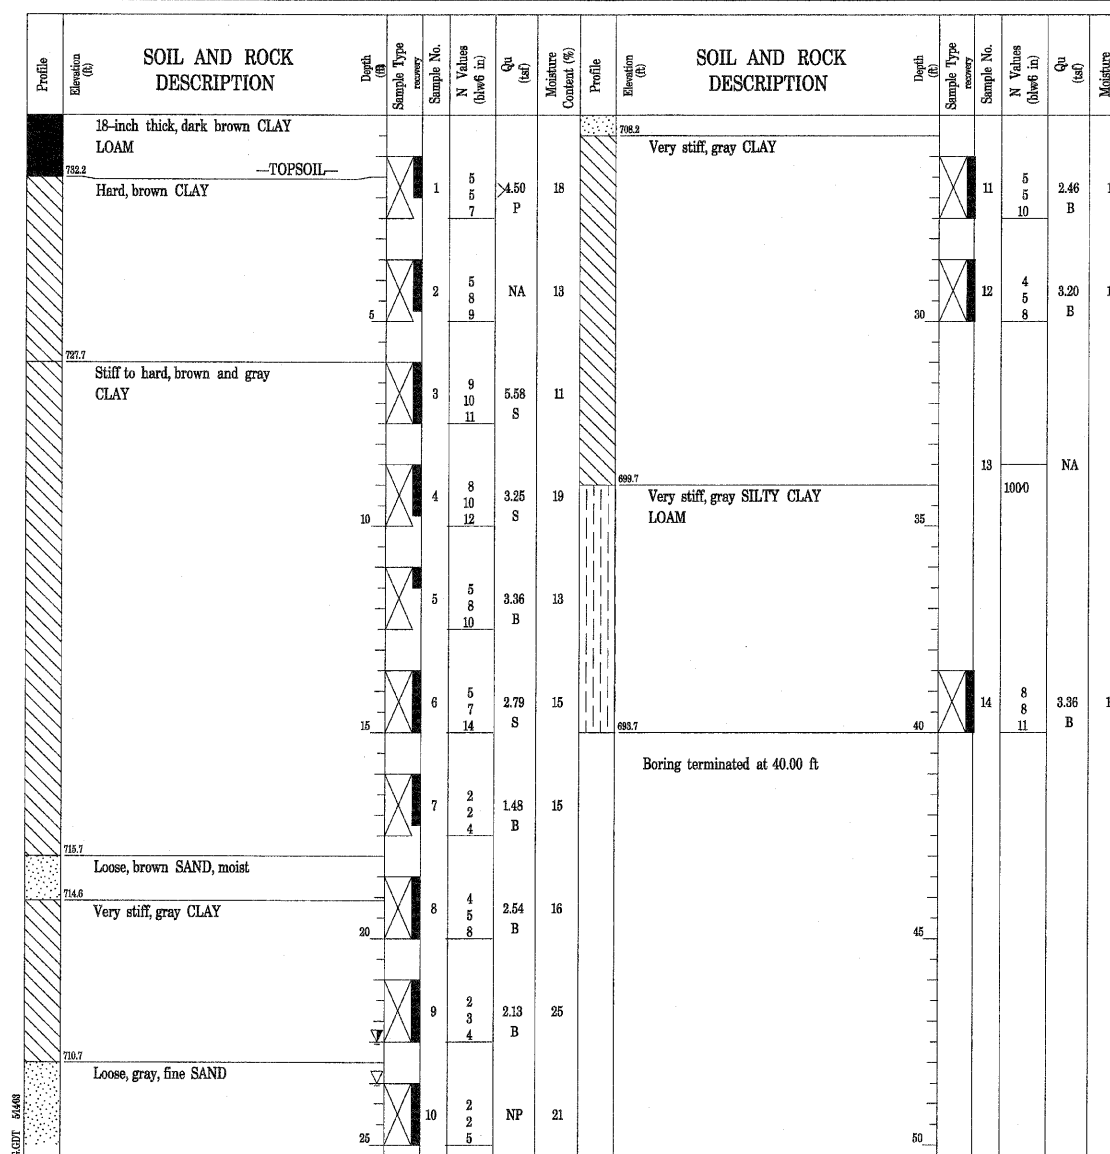 Profile
Elevation
(ft)
SOIL AND ROCK
DESCRIPTION
Depth
(ft)
Sample Type
recovery
Sample No.
N Values
(blw/6 in)
Qu
(tsf)
Moisture
Content (%)
18-inch thick, dark brown CLAY
LOAM
732.2
—TOPSOIL—
Hard, brown CLAY
1
5
5
7
>4.50
P
18
2
5
8
9
NA
13
5
727.7
Stiff to hard, brown and gray
CLAY
3
9
10
11
5.58
S
11
4
8
10
12
3.25
S
19
10
5
5
8
10
3.36
B
13
6
5
7
14
2.79
S
15
15
7
2
2
4
1.48
B
15
715.7
Loose, brown SAND, moist
714.6
Very stiff, gray CLAY
8
4
5
8
2.54
B
16
20
9
2
3
4
2.13
B
25
710.7
Loose, gray, fine SAND
10
2
2
5
NP
21
25
.GDT 5/14/03
Profile
Elevation
(ft)
SOIL AND ROCK
DESCRIPTION
Depth
(ft)
Sample Type
recovery
Sample No.
N Values
(blw/6 in)
Qu
(tsf)
Moisture
708.2
Very stiff, gray CLAY
11
5
5
10
2.46
B
1
12
4
5
8
3.20
B
1
30
13
NA
100/0
699.7
Very stiff, gray SILTY CLAY
LOAM
35
14
8
8
11
3.36
B
1
40
693.7
Boring terminated at 40.00 ft
45
50